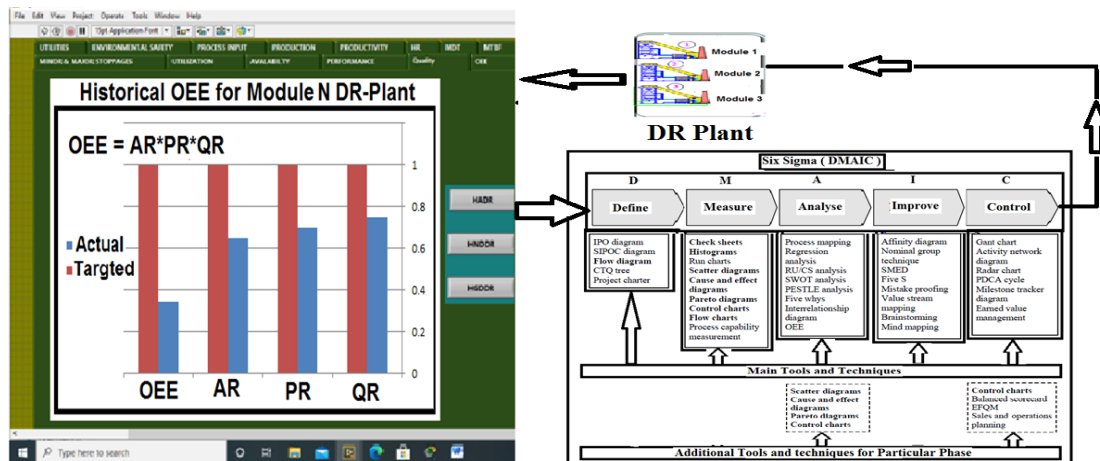 File Edit View Project Operate Tools Window Help
15pt Application Font
UTILITIES ENVIRONMENTAL SAFETY PROCESS INPUT PRODUCTION PRODUCTIVITY HR MDT MTBF
MINOR & MAJOR STOPPAGES UTILIZATION AVALABILTY PERFORMANCE Quality OEE
Historical OEE for Module N DR-Plant
OEE = AR*PR*QR
Actual
Targted
1
0.8
0.6
0.4
0.2
0
OEE AR PR QR
HADR
HNDDR
HGDDR
Type here to search
1
Module 1
2
Module 2
3
Module 3
DR Plant
Six Sigma ( DMAIC )
D M A I C
Define Measure Analyse Improve Control
IPO diagram
SIPOC diagram
Flow diagram
CTQ tree
Project charter
Check sheets
Histograms
Run charts
Scatter diagrams
Cause and effect
diagrams
Pareto diagrams
Control charts
Flow charts
Process capability
measurement
Process mapping
Regression
analysis
RU/CS analysis
SWOT analysis
PESTLE analysis
Five whys
Interrelationship
diagram
OEE
Affinity diagram
Nominal group
technique
SMED
Five S
Mistake proofing
Value stream
mapping
Brainstorming
Mind mapping
Gant chart
Activity network
diagram
Radar chart
PDCA cycle
Milestone tracker
diagram
Earned value
management
Main Tools and Techniques
Scatter diagrams
Cause and effect
diagrams
Pareto diagrams
Control charts
Control charts
Balanced scorecard
EFQM
Sales and operations
planning
Additional Tools and techniques for Particular Phase